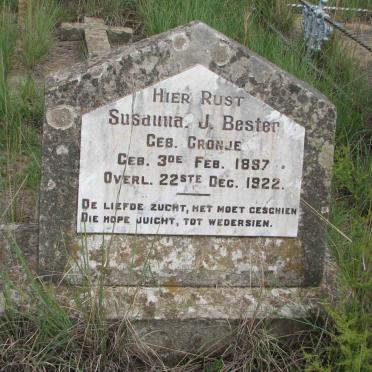 Hier Rust
Susanna. J. Bester
Geb. Cronje
Geb. 3de Feb. 1887
Overl. 22ste Dec. 1922.
De liefde zucht, het moet geschien
Die hope juicht, tot wedersien.